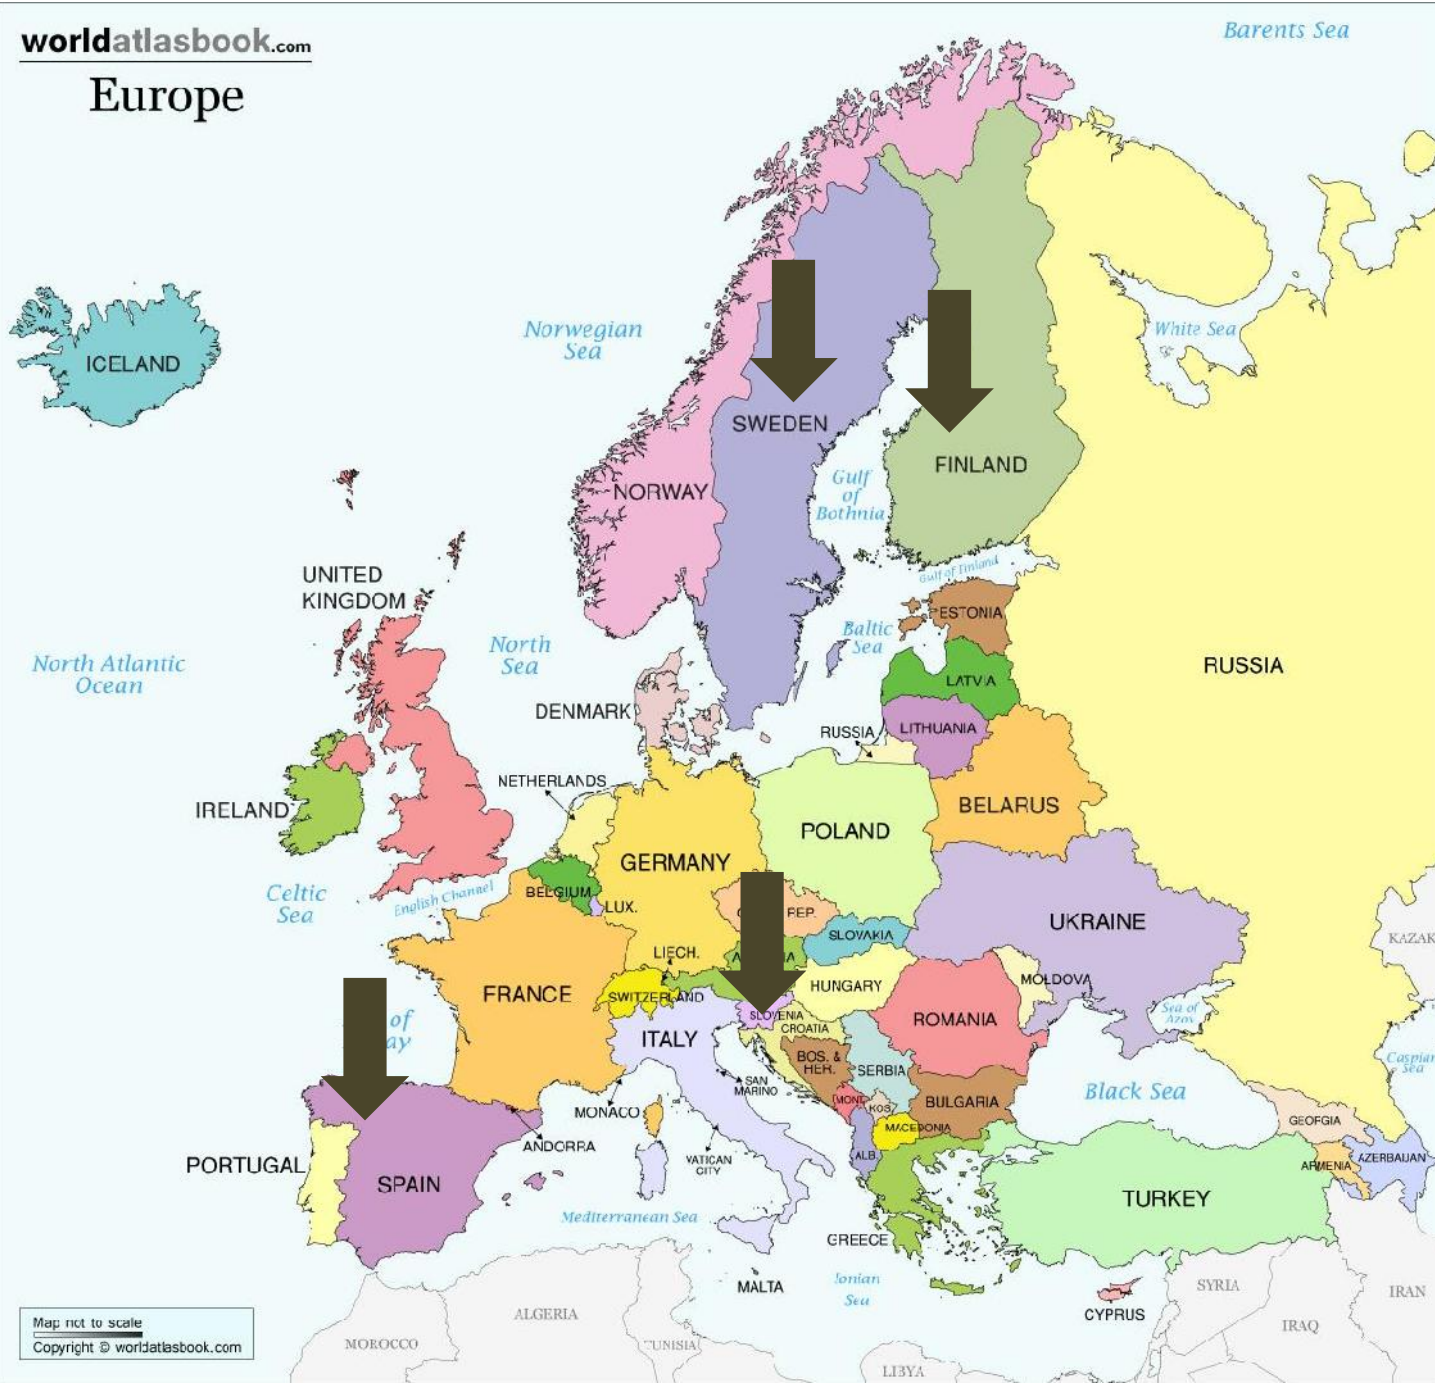 worldatlasbook.com
Europe
Barents Sea
ICELAND
Norwegian
Sea
White Sea
SWEDEN
FINLAND
NORWAY
Gulf
of
Bothnia
Gulf of Finland
UNITED
KINGDOM
ESTONIA
North
Sea
Baltic
Sea
North Atlantic
Ocean
RUSSIA
LATVIA
DENMARK
LITHUANIA
RUSSIA
NETHERLANDS
IRELAND
BELARUS
POLAND
GERMANY
Celtic
Sea
English Channel
BELGIUM
LUX.
REP.
SLOVAKIA
UKRAINE
KAZAK
LIECH.
SWITZERLAND
FRANCE
HUNGARY
MOLDOVA
SLOVENIA
CROATIA
ROMANIA
Sea of
Azov
of
ay
ITALY
BOS. &
HER.
SERBIA
Caspian
Sea
SAN
MARINO
MONACO
MONT.
KOS.
BULGARIA
Black Sea
GEORGIA
MACEDONIA
ANDORRA
ALB.
VATICAN
CITY
ARMENIA
AZERBAIJAN
PORTUGAL
SPAIN
TURKEY
Mediterranean Sea
GREECE
MALTA
Ionian
Sea
CYPRUS
SYRIA
IRAN
IRAQ
ALGERIA
MOROCCO
TUNISIA
LIBYA
Map not to scale
Copyright © worldatlasbook.com